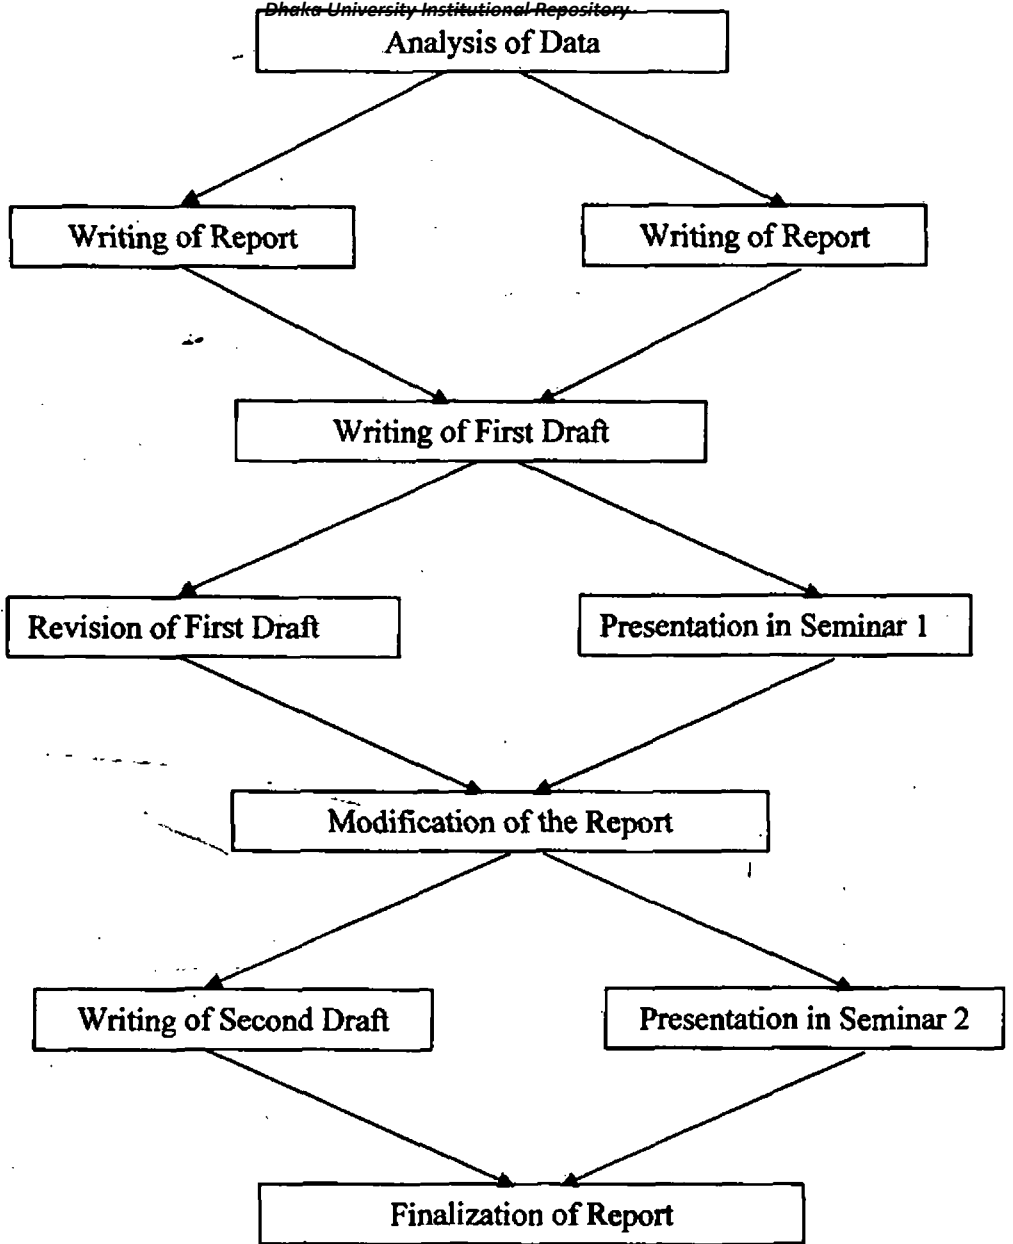 Dhaka University Institutional Repository
Analysis of Data
Writing of Report
Writing of Report
Writing of First Draft
Revision of First Draft
Presentation in Seminar 1
Modification of the Report
Writing of Second Draft
Presentation in Seminar 2
Finalization of Report